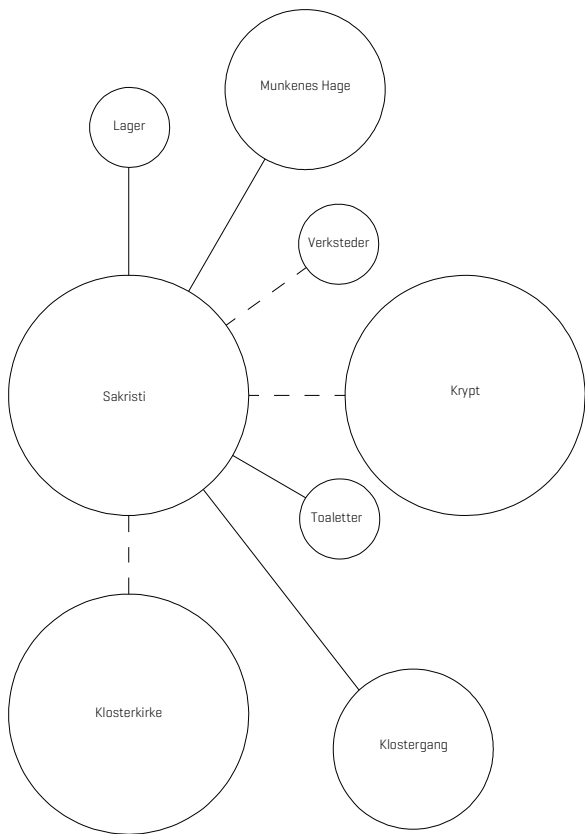 Munkenes Hage
Lager
Verksteder
Sakristi
Krypt
Toaletter
Klosterkirke
Klostergang